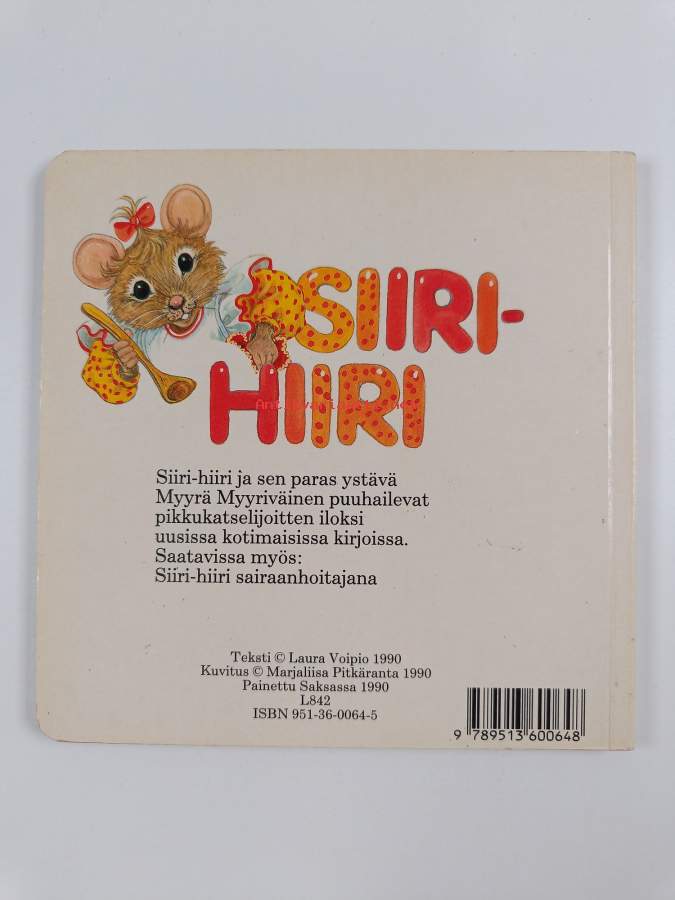 SIIRI-
HIIRI
Siiri-hiiri ja sen paras ystävä
Myyrä Myyriväinen puuhailevat
pikkukatselijoitten iloksi
uusissa kotimaisissa kirjoissa.
Saatavissa myös:
Siiri-hiiri sairaanhoitajana
Teksti © Laura Voipio 1990
Kuvitus © Marjaliisa Pitkäranta 1990
Painettu Saksassa 1990
L842
ISBN 951-36-0064-5
9 789513 600648